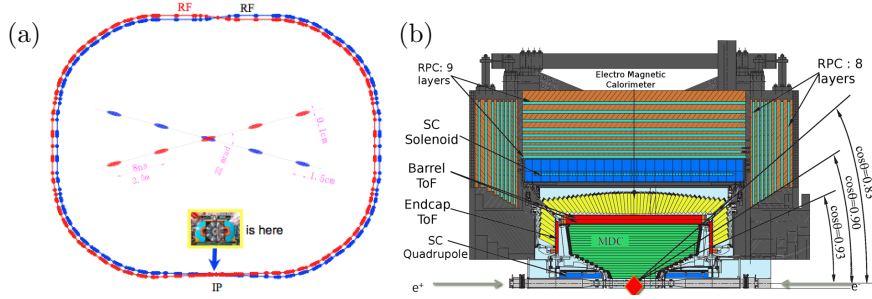 (a)
RF
RF
0.1cm
22 mrad
8ns
2.5m
1.5cm
is here
IP
(b)
RPC: 9
layers
Electro Magnetic
Calorimeter
RPC : 8
layers
SC
Solenoid
Barrel
ToF
Endcap
ToF
SC
Quadrupole
MDC
cosθ=0.83
cosθ=0.90
cosθ=0.93
e⁺
e⁻